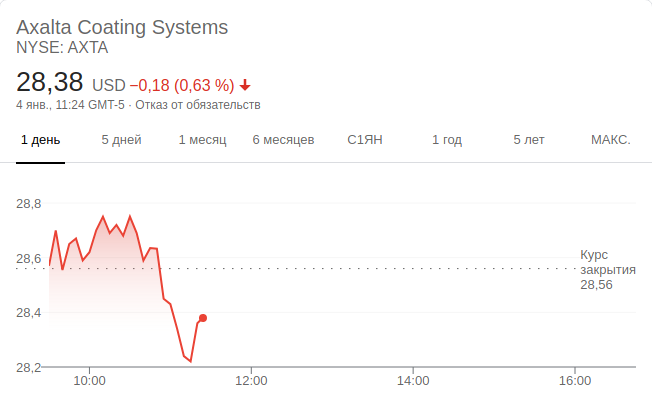 Axalta Coating Systems
NYSE: AXTA
28,38 USD −0,18 (0,63 %)
4 янв., 11:24 GMT-5 · Отказ от обязательств
1 день 5 дней 1 месяц 6 месяцев С1ЯН 1 год 5 лет МАКС.
28,8
28,6
28,4
28,2
Курс
закрытия
28,56
10:00 12:00 14:00 16:00